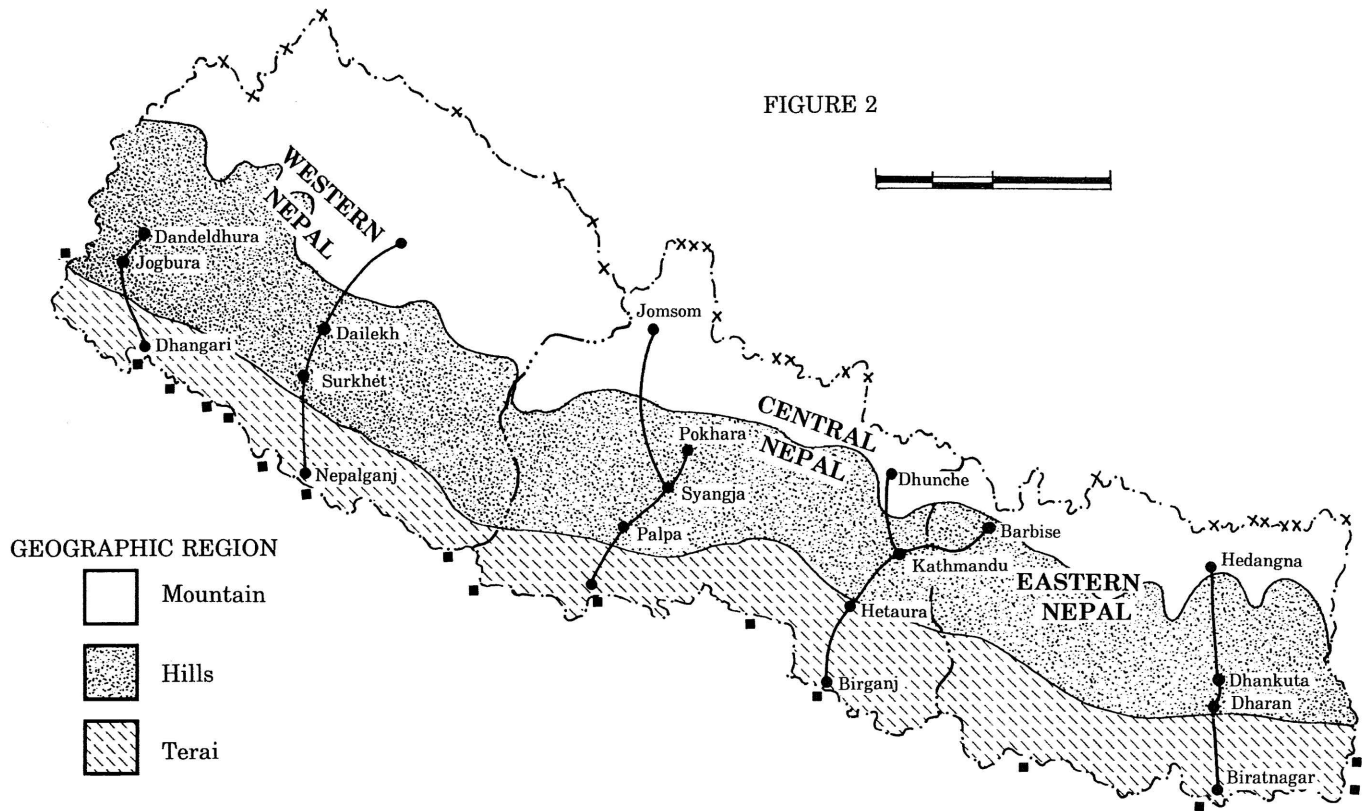 FIGURE 2
WESTERN
NEPAL
Dandeldhura
Jogbura
Dhangari
Dailekh
Surkhet
Nepalganj
Jomsom
CENTRAL
NEPAL
Pokhara
Syangja
Palpa
Dhunche
Barbise
Kathmandu
Hetaura
Birganj
EASTERN
NEPAL
Hedangna
Dhankuta
Dharan
Biratnagar
GEOGRAPHIC REGION
Mountain
Hills
Terai